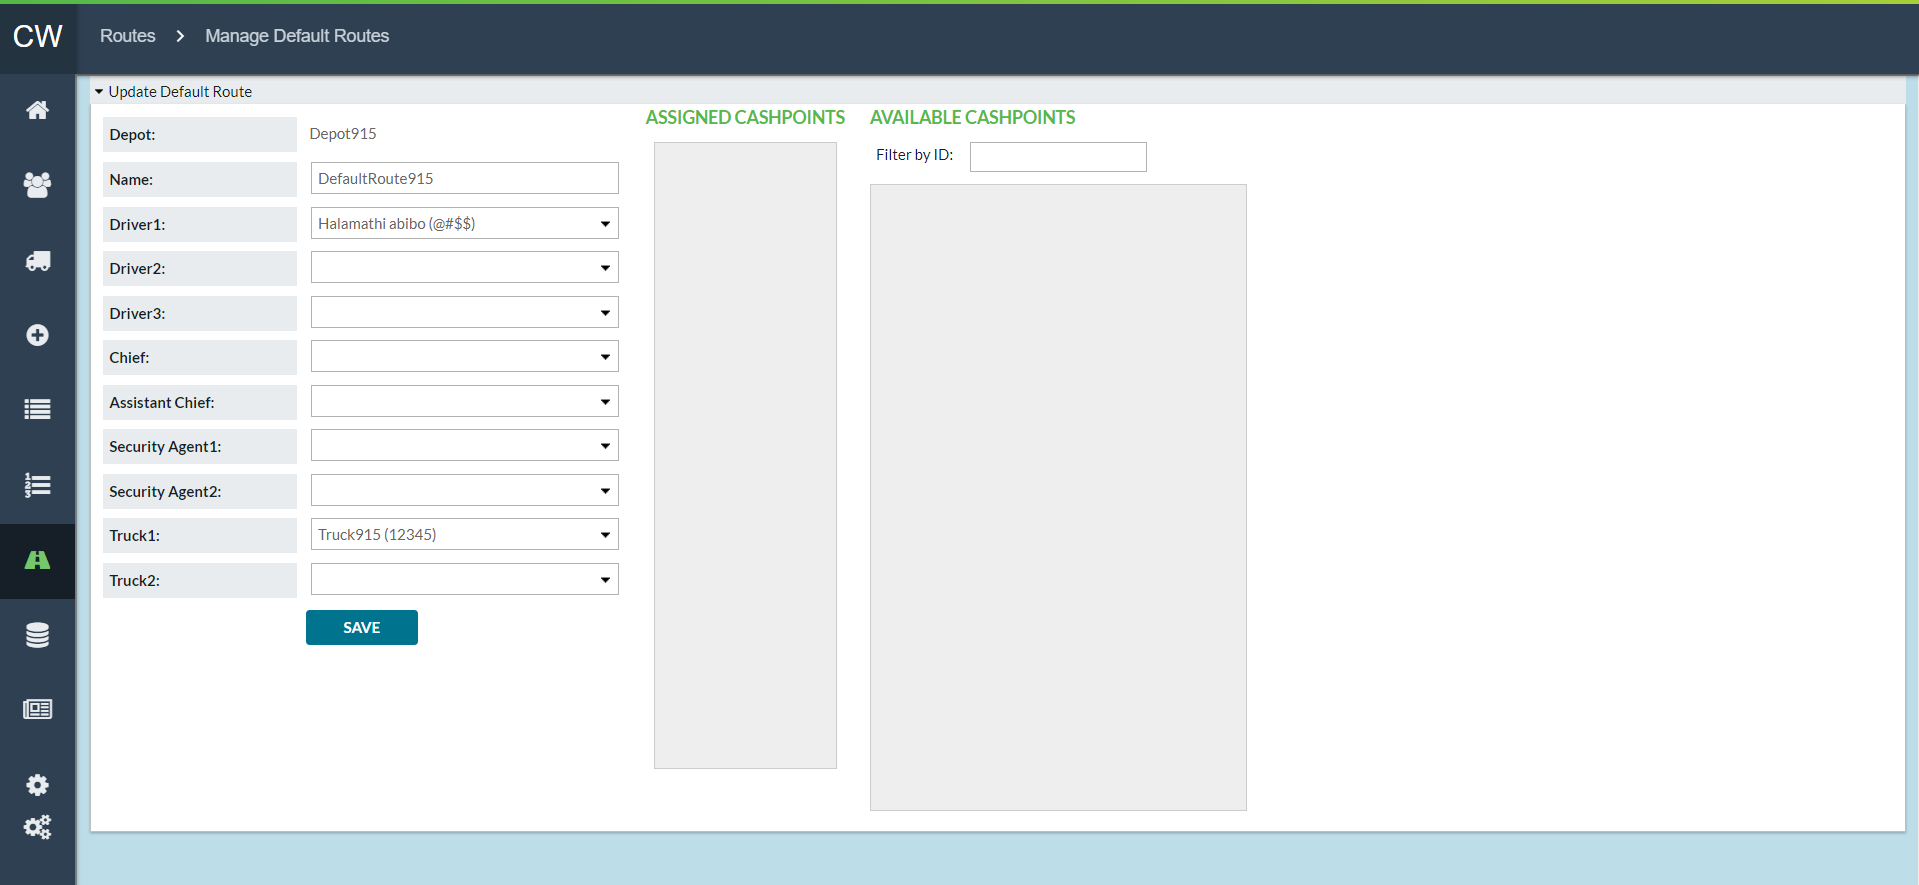 CW
Routes > Manage Default Routes
Update Default Route
Depot: Depot915
Name: DefaultRoute915
Driver1: Halamathi abibo (@#$$)
Driver2:
Driver3:
Chief:
Assistant Chief:
Security Agent1:
Security Agent2:
Truck1: Truck915 (12345)
Truck2:
SAVE
ASSIGNED CASHPOINTS
AVAILABLE CASHPOINTS
Filter by ID: